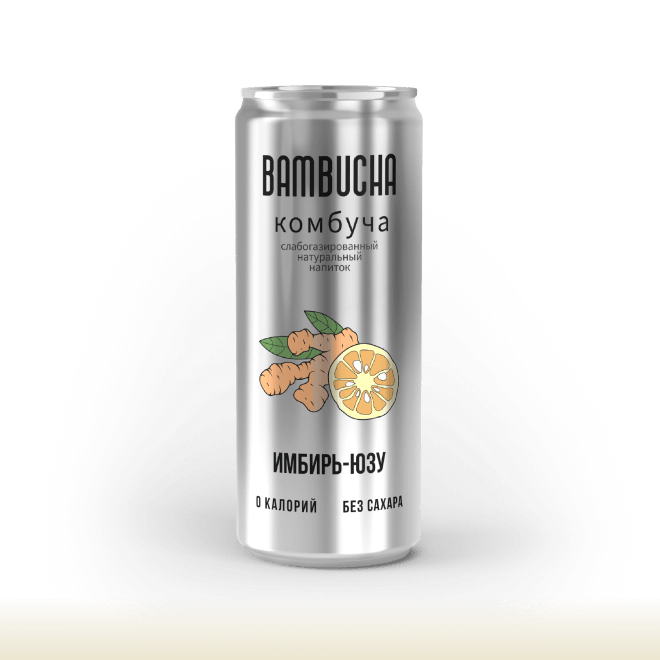 BAMBUCHA
комбуча
слабогазированный
натуральный
напиток
ИМБИРЬ-ЮЗУ
0 КАЛОРИЙ БЕЗ САХАРА